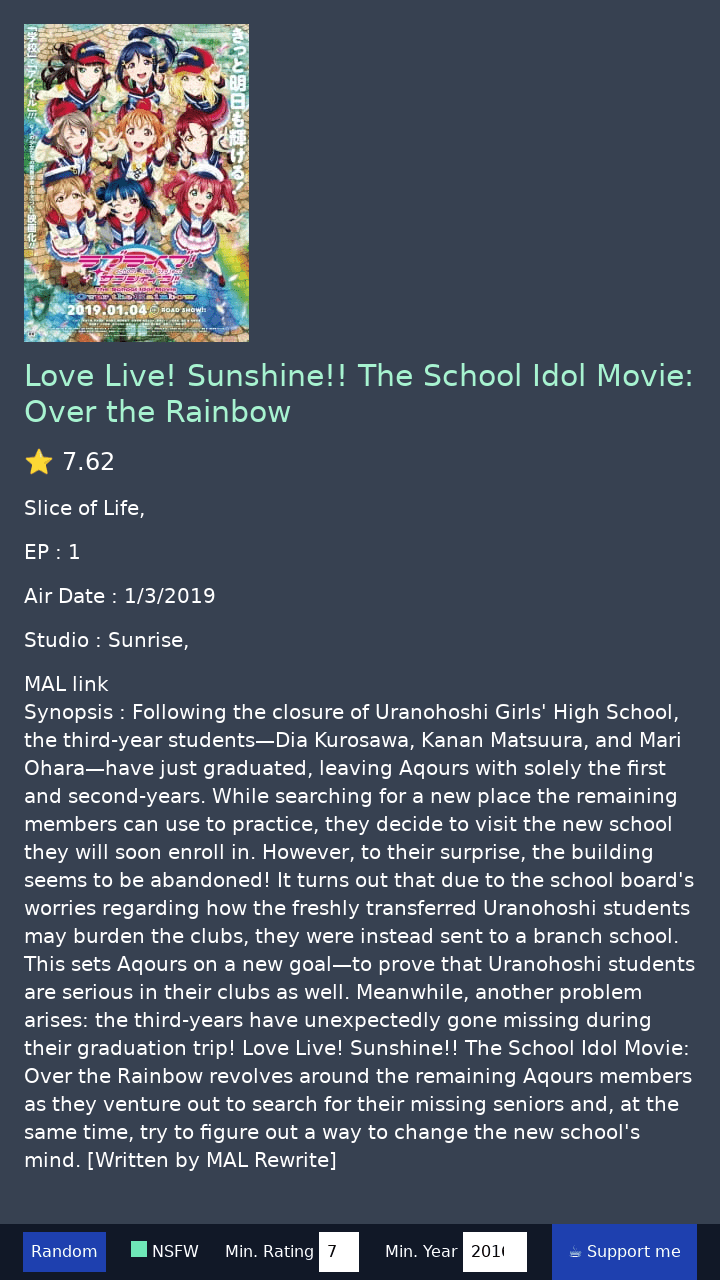 「学校」で「アイドル」!!!
きっと明日も輝ける!
ラブライブ!
サンシャイン!!
The School Idol Movie
Over the Rainbow
2019.01.04
ROAD SHOW!!
Love Live! Sunshine!! The School Idol Movie:
Over the Rainbow
⭐ 7.62
Slice of Life,
EP : 1
Air Date : 1/3/2019
Studio : Sunrise,
MAL link
Synopsis : Following the closure of Uranohoshi Girls' High School,
the third-year students—Dia Kurosawa, Kanan Matsuura, and Mari
Ohara—have just graduated, leaving Aqours with solely the first
and second-years. While searching for a new place the remaining
members can use to practice, they decide to visit the new school
they will soon enroll in. However, to their surprise, the building
seems to be abandoned! It turns out that due to the school board's
worries regarding how the freshly transferred Uranohoshi students
may burden the clubs, they were instead sent to a branch school.
This sets Aqours on a new goal—to prove that Uranohoshi students
are serious in their clubs as well. Meanwhile, another problem
arises: the third-years have unexpectedly gone missing during
their graduation trip! Love Live! Sunshine!! The School Idol Movie:
Over the Rainbow revolves around the remaining Aqours members
as they venture out to search for their missing seniors and, at the
same time, try to figure out a way to change the new school's
mind. [Written by MAL Rewrite]
Random NSFW Min. Rating 7 Min. Year 201 ☕ Support me